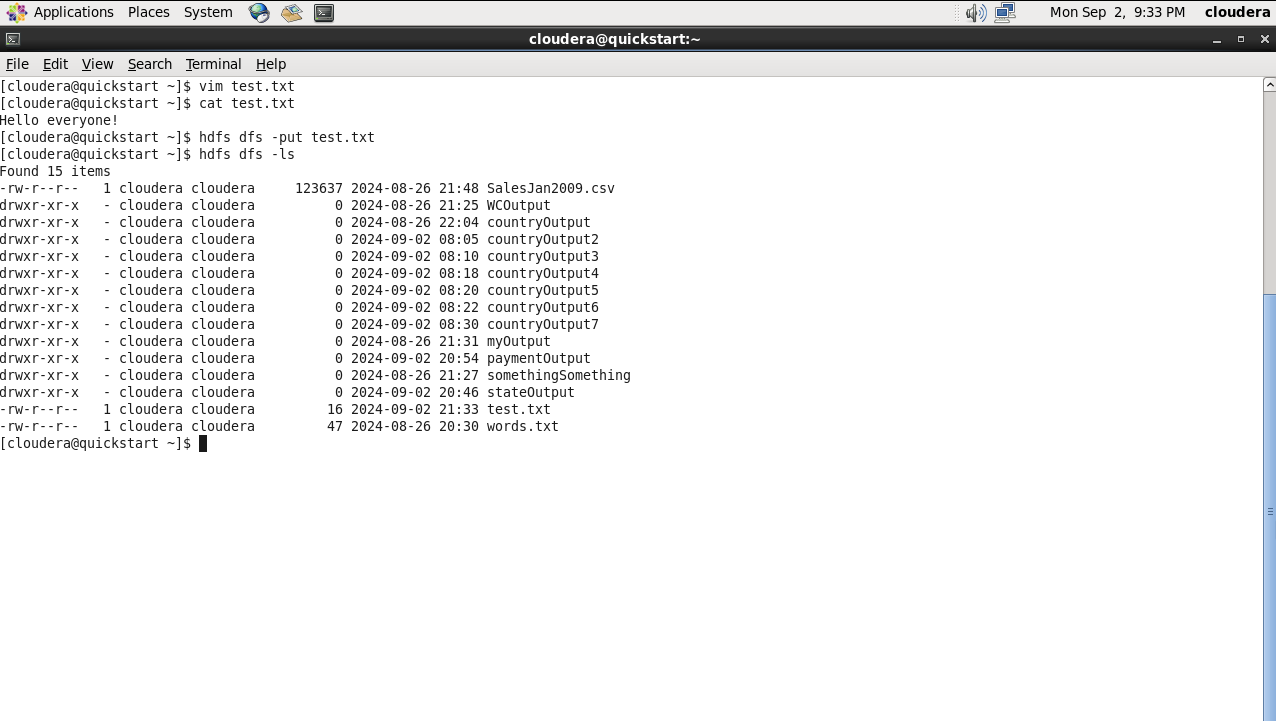 Applications Places System Mon Sep 2, 9:33 PM cloudera
cloudera@quickstart:~
File Edit View Search Terminal Help
[cloudera@quickstart ~]$ vim test.txt
[cloudera@quickstart ~]$ cat test.txt
Hello everyone!
[cloudera@quickstart ~]$ hdfs dfs -put test.txt
[cloudera@quickstart ~]$ hdfs dfs -ls
Found 15 items
-rw-r--r--   1 cloudera cloudera     123637 2024-08-26 21:48 SalesJan2009.csv
drwxr-xr-x   - cloudera cloudera          0 2024-08-26 21:25 WCOutput
drwxr-xr-x   - cloudera cloudera          0 2024-08-26 22:04 countryOutput
drwxr-xr-x   - cloudera cloudera          0 2024-09-02 08:05 countryOutput2
drwxr-xr-x   - cloudera cloudera          0 2024-09-02 08:10 countryOutput3
drwxr-xr-x   - cloudera cloudera          0 2024-09-02 08:18 countryOutput4
drwxr-xr-x   - cloudera cloudera          0 2024-09-02 08:20 countryOutput5
drwxr-xr-x   - cloudera cloudera          0 2024-09-02 08:22 countryOutput6
drwxr-xr-x   - cloudera cloudera          0 2024-09-02 08:30 countryOutput7
drwxr-xr-x   - cloudera cloudera          0 2024-08-26 21:31 myOutput
drwxr-xr-x   - cloudera cloudera          0 2024-09-02 20:54 paymentOutput
drwxr-xr-x   - cloudera cloudera          0 2024-08-26 21:27 somethingSomething
drwxr-xr-x   - cloudera cloudera          0 2024-09-02 20:46 stateOutput
-rw-r--r--   1 cloudera cloudera         16 2024-09-02 21:33 test.txt
-rw-r--r--   1 cloudera cloudera         47 2024-08-26 20:30 words.txt
[cloudera@quickstart ~]$